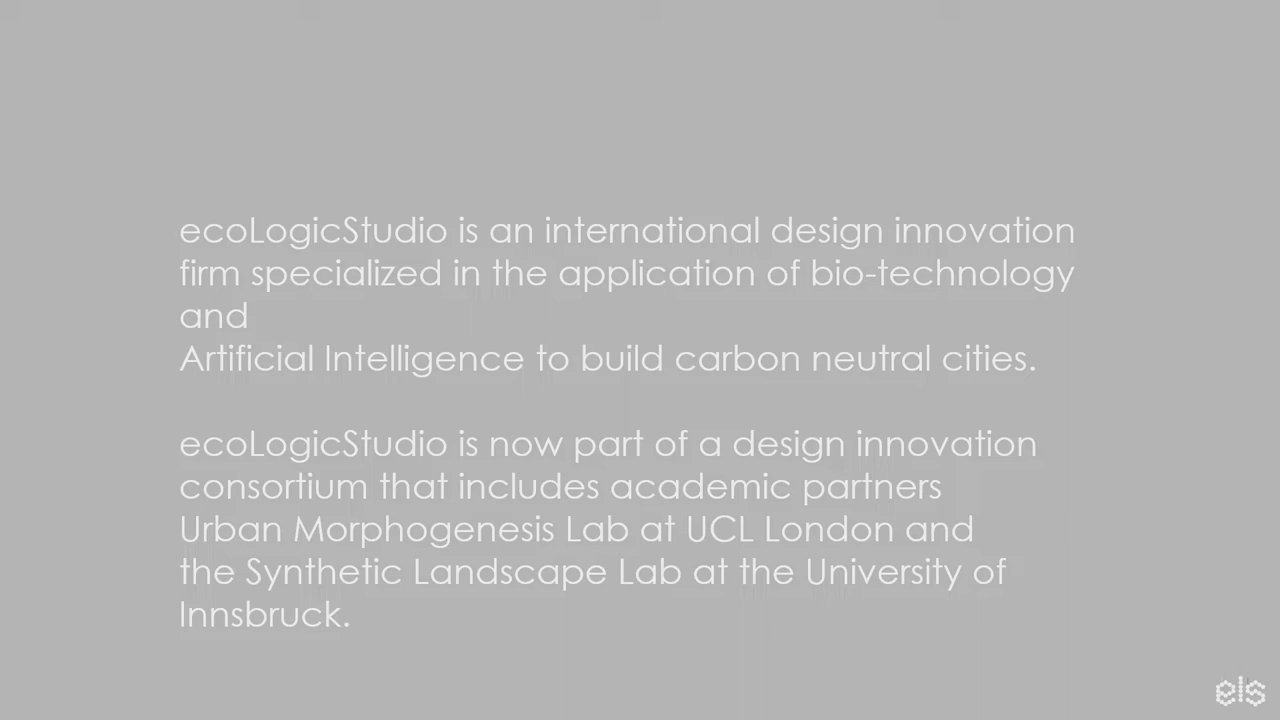 ecoLogicStudio is an international design innovation
firm specialized in the application of bio-technology
and
Artificial Intelligence to build carbon neutral cities.
ecoLogicStudio is now part of a design innovation
consortium that includes academic partners
Urban Morphogenesis Lab at UCL London and
the Synthetic Landscape Lab at the University of
Innsbruck.
els